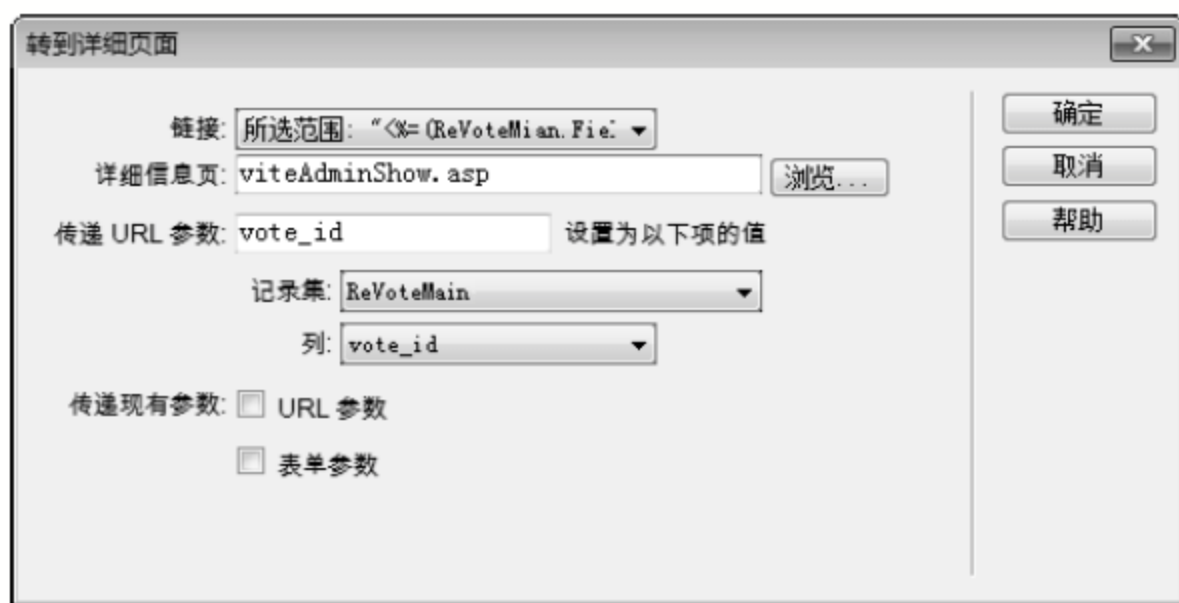 转到详细页面
链接: 所选范围: "<%=(ReVoteMian.Fie
确定
详细信息页: viteAdminShow.asp 浏览...
取消
传递 URL 参数: vote_id 设置为以下项的值
帮助
记录集: ReVoteMain
列: vote_id
传递现有参数: URL 参数
表单参数